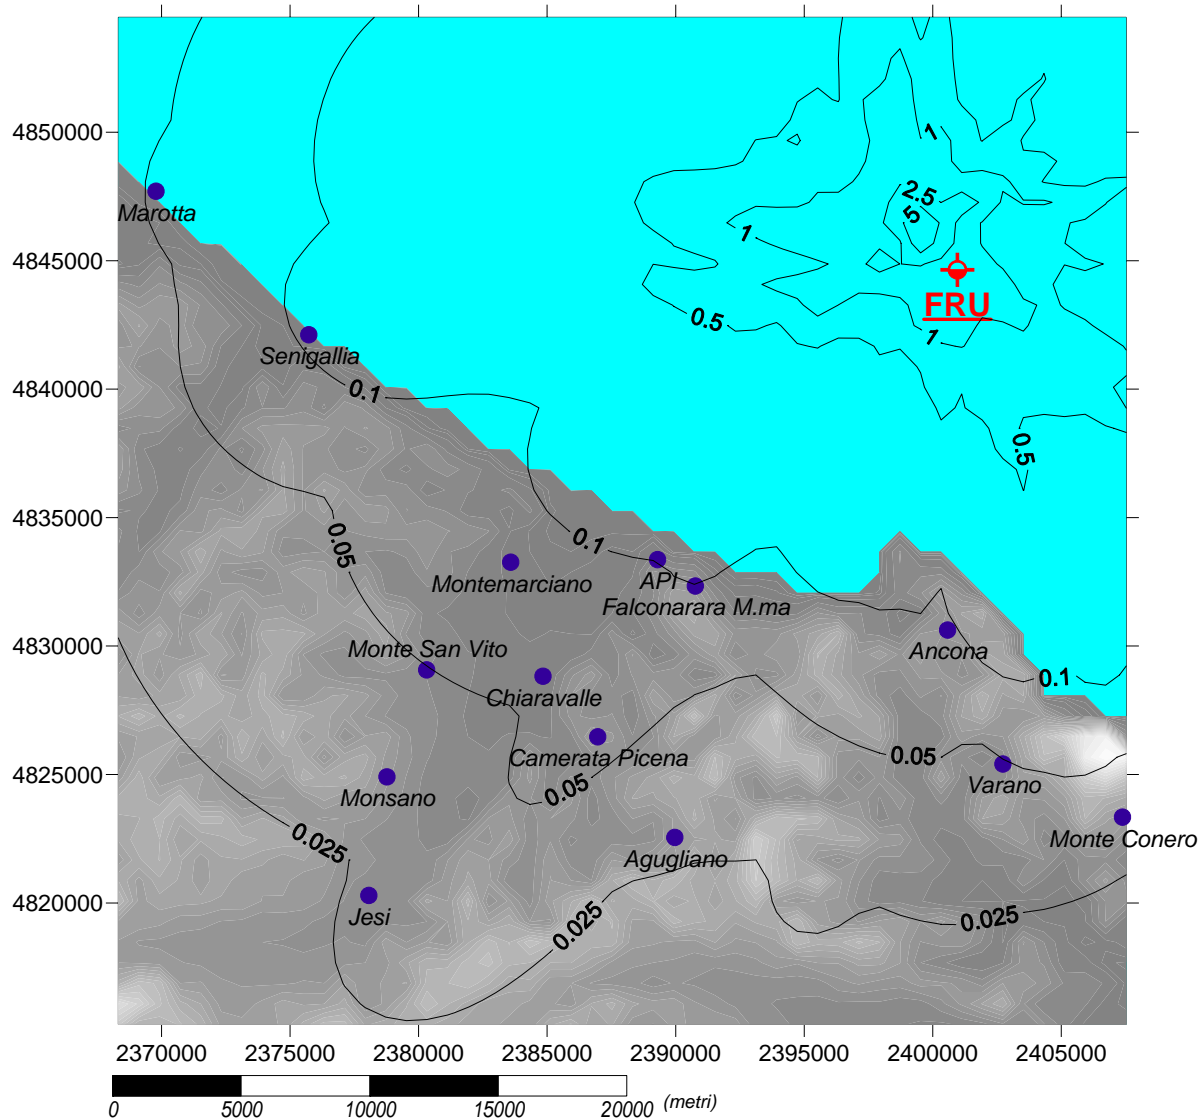 4850000
4845000
4840000
4835000
4830000
4825000
4820000
1
2.5
5
1
FRU
1
0.5
0.5
Marotta
Senigallia
0.1
0.05
0.1
Montemarciano
API
Falconarara M.ma
Ancona
Monte San Vito
0.1
Chiaravalle
Camerata Picena
0.05
0.05
Varano
Monsano
Monte Conero
0.025
Agugliano
Jesi
0.025
0.025
2370000 2375000 2380000 2385000 2390000 2395000 2400000 2405000
0 5000 10000 15000 20000 (metri)